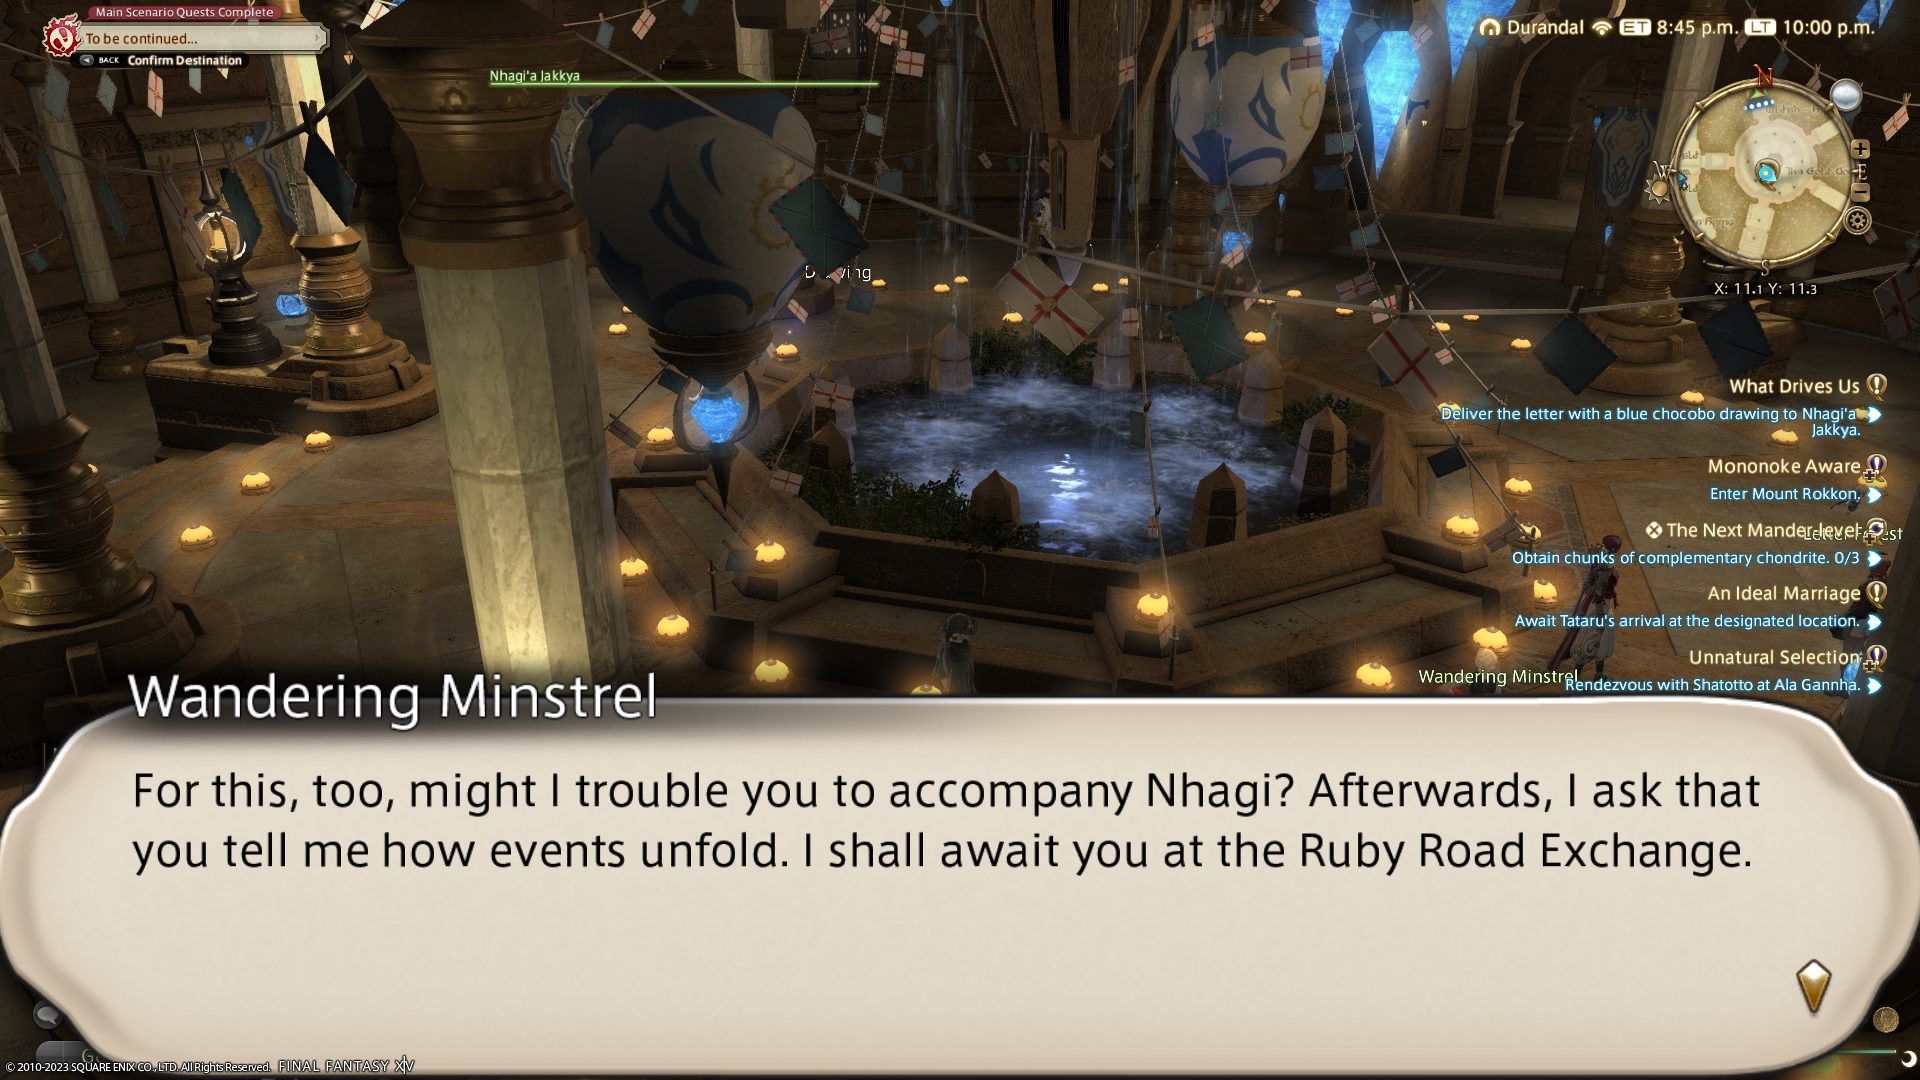 Main Scenario Quests Complete
To be continued...
BACK Confirm Destination
Nhagi'a Jakkya
Durandal ET 8:45 p.m. LT 10:00 p.m.
N
W
E
S
X: 11.1 Y: 11.3
What Drives Us
Deliver the letter with a blue chocobo drawing to Nhagi'a
Jakkya.
Mononoke Aware
Enter Mount Rokkon.
The Next Mander-level
Obtain chunks of complementary chondrite. 0/3
An Ideal Marriage
Await Tataru's arrival at the designated location.
Unnatural Selection
Rendezvous with Shatotto at Ala Gannha.
Wandering Minstrel
Wandering Minstrel
For this, too, might I trouble you to accompany Nhagi? Afterwards, I ask that
you tell me how events unfold. I shall await you at the Ruby Road Exchange.
© 2010-2023 SQUARE ENIX CO., LTD. All Rights Reserved. FINAL FANTASY XIV